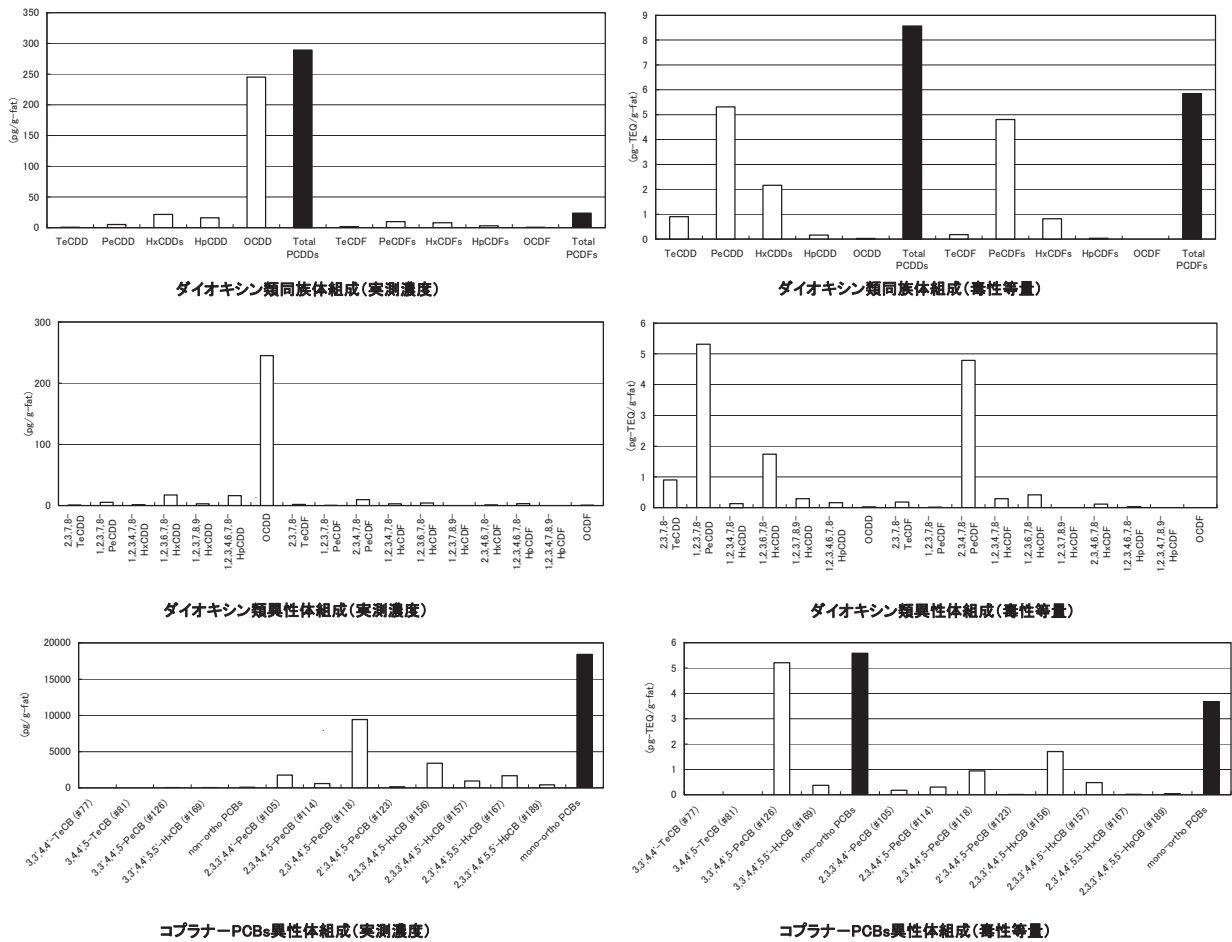 350
300
250
200
150
100
50
0
(pg/g-fat)
TeCDD PeCDD HxCDDs HpCDD OCDD Total PCDDs TeCDF PeCDFs HxCDFs HpCDFs OCDF Total PCDFs
ダイオキシン類同族体組成(実測濃度)
9
8
7
6
5
4
3
2
1
0
(pg-TEQ/g-fat)
TeCDD PeCDD HxCDDs HpCDD OCDD Total PCDDs TeCDF PeCDFs HxCDFs HpCDFs OCDF Total PCDFs
ダイオキシン類同族体組成(毒性等量)
300
200
100
0
(pg/g-fat)
2,3,7,8-TeCDD
1,2,3,7,8-PeCDD
1,2,3,4,7,8-HxCDD
1,2,3,6,7,8-HxCDD
1,2,3,7,8,9-HxCDD
1,2,3,4,6,7,8-HpCDD
OCDD
2,3,7,8-TeCDF
1,2,3,7,8-PeCDF
2,3,4,7,8-PeCDF
1,2,3,4,7,8-HxCDF
1,2,3,6,7,8-HxCDF
1,2,3,7,8,9-HxCDF
2,3,4,6,7,8-HxCDF
1,2,3,4,6,7,8-HpCDF
1,2,3,4,7,8,9-HpCDF
OCDF
ダイオキシン類異性体組成(実測濃度)
6
5
4
3
2
1
0
(pg-TEQ/g-fat)
2,3,7,8-TeCDD
1,2,3,7,8-PeCDD
1,2,3,4,7,8-HxCDD
1,2,3,6,7,8-HxCDD
1,2,3,7,8,9-HxCDD
1,2,3,4,6,7,8-HpCDD
OCDD
2,3,7,8-TeCDF
1,2,3,7,8-PeCDF
2,3,4,7,8-PeCDF
1,2,3,4,7,8-HxCDF
1,2,3,6,7,8-HxCDF
1,2,3,7,8,9-HxCDF
2,3,4,6,7,8-HxCDF
1,2,3,4,6,7,8-HpCDF
1,2,3,4,7,8,9-HpCDF
OCDF
ダイオキシン類異性体組成(毒性等量)
20000
15000
10000
5000
0
(pg/g-fat)
3,3',4,4'-TeCB (#77)
3,4,4',5-TeCB (#81)
3,3',4,4',5-PeCB (#126)
3,3',4,4',5,5'-HxCB (#169)
non-ortho PCBs
2,3,3',4,4'-PeCB (#105)
2,3,4,4',5-PeCB (#114)
2,3',4,4',5-PeCB (#118)
2',3,4,4',5-PeCB (#123)
2,3,3',4,4',5-HxCB (#156)
2,3,3',4,4',5'-HxCB (#157)
2,3',4,4',5,5'-HxCB (#167)
2,3,3',4,4',5,5'-HpCB (#189)
mono-ortho PCBs
コプラナーPCBs異性体組成(実測濃度)
6
5
4
3
2
1
0
(pg-TEQ/g-fat)
3,3',4,4'-TeCB (#77)
3,4,4',5-TeCB (#81)
3,3',4,4',5-PeCB (#126)
3,3',4,4',5,5'-HxCB (#169)
non-ortho PCBs
2,3,3',4,4'-PeCB (#105)
2,3,4,4',5-PeCB (#114)
2,3',4,4',5-PeCB (#118)
2',3,4,4',5-PeCB (#123)
2,3,3',4,4',5-HxCB (#156)
2,3,3',4,4',5'-HxCB (#157)
2,3',4,4',5,5'-HxCB (#167)
2,3,3',4,4',5,5'-HpCB (#189)
mono-ortho PCBs
コプラナーPCBs異性体組成(毒性等量)